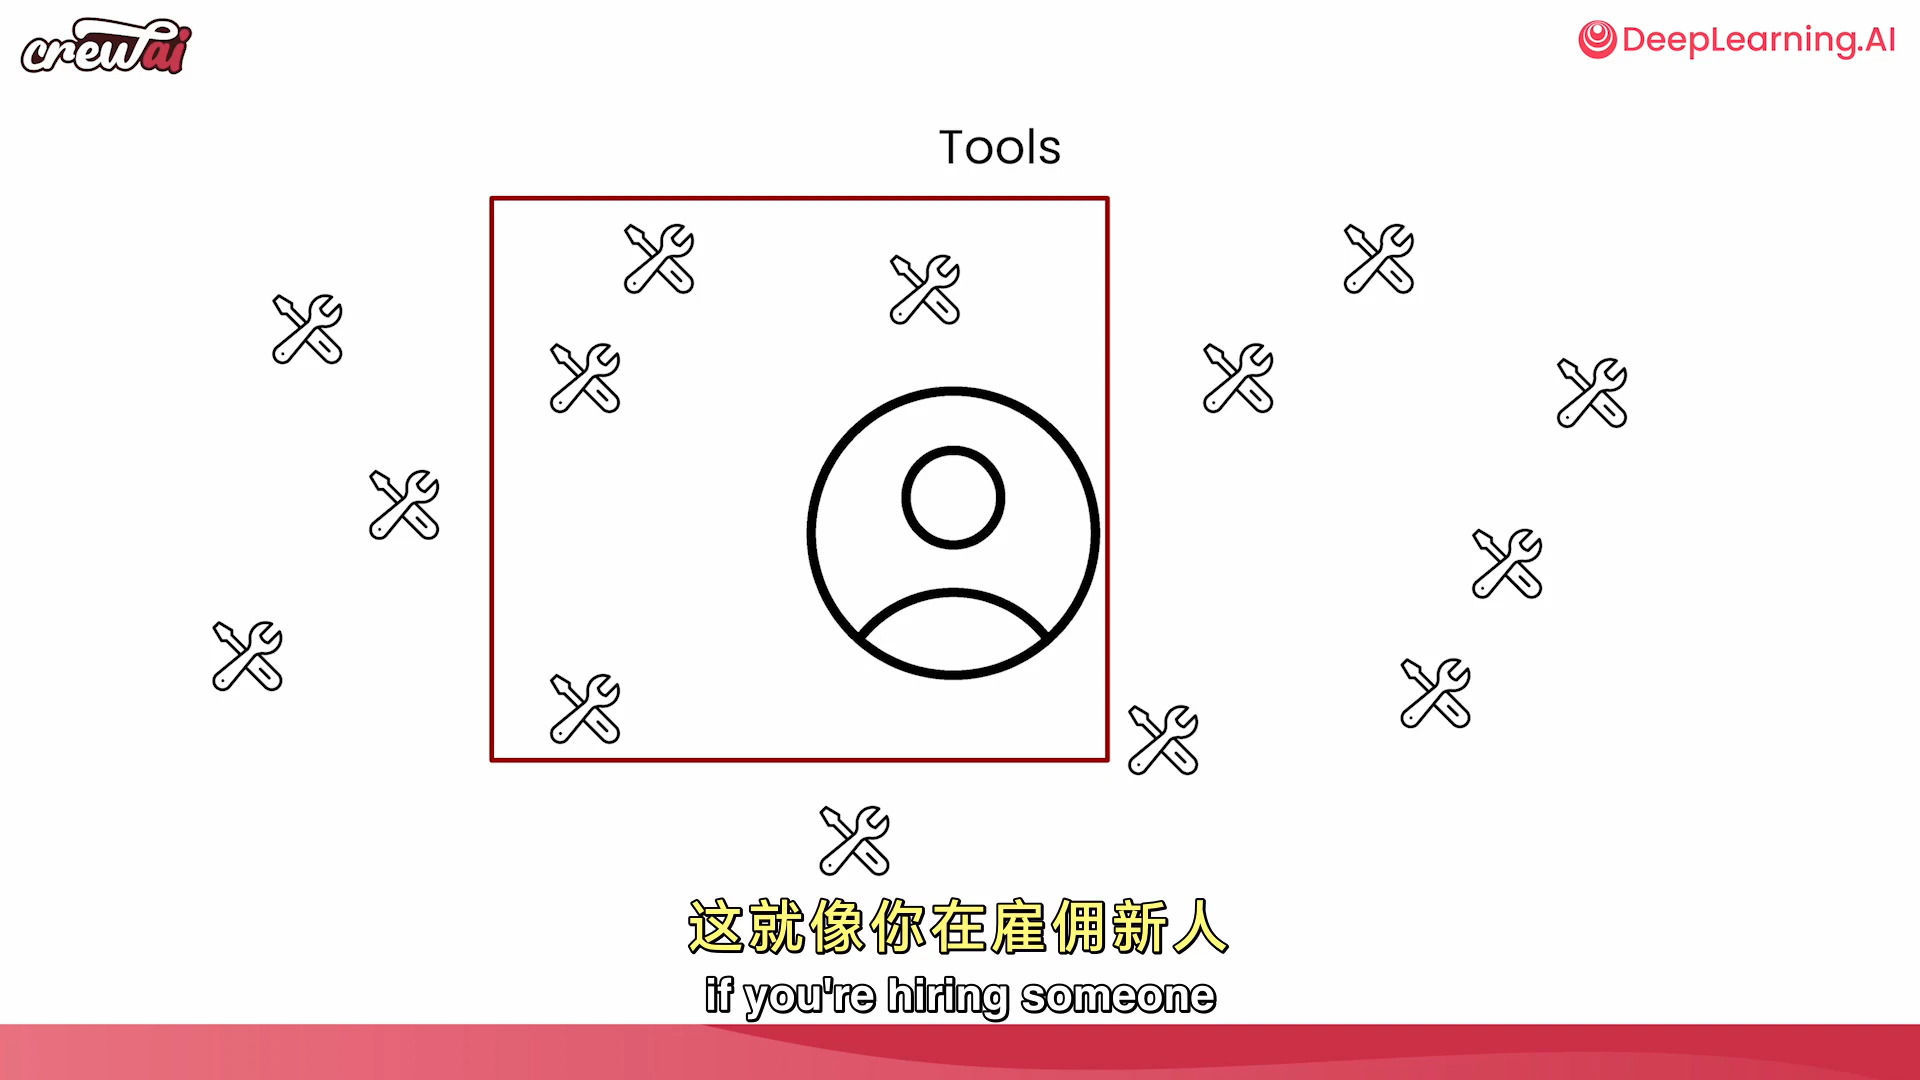 crewai
DeepLearning.AI
Tools
这就像你在雇佣新人
if you're hiring someone